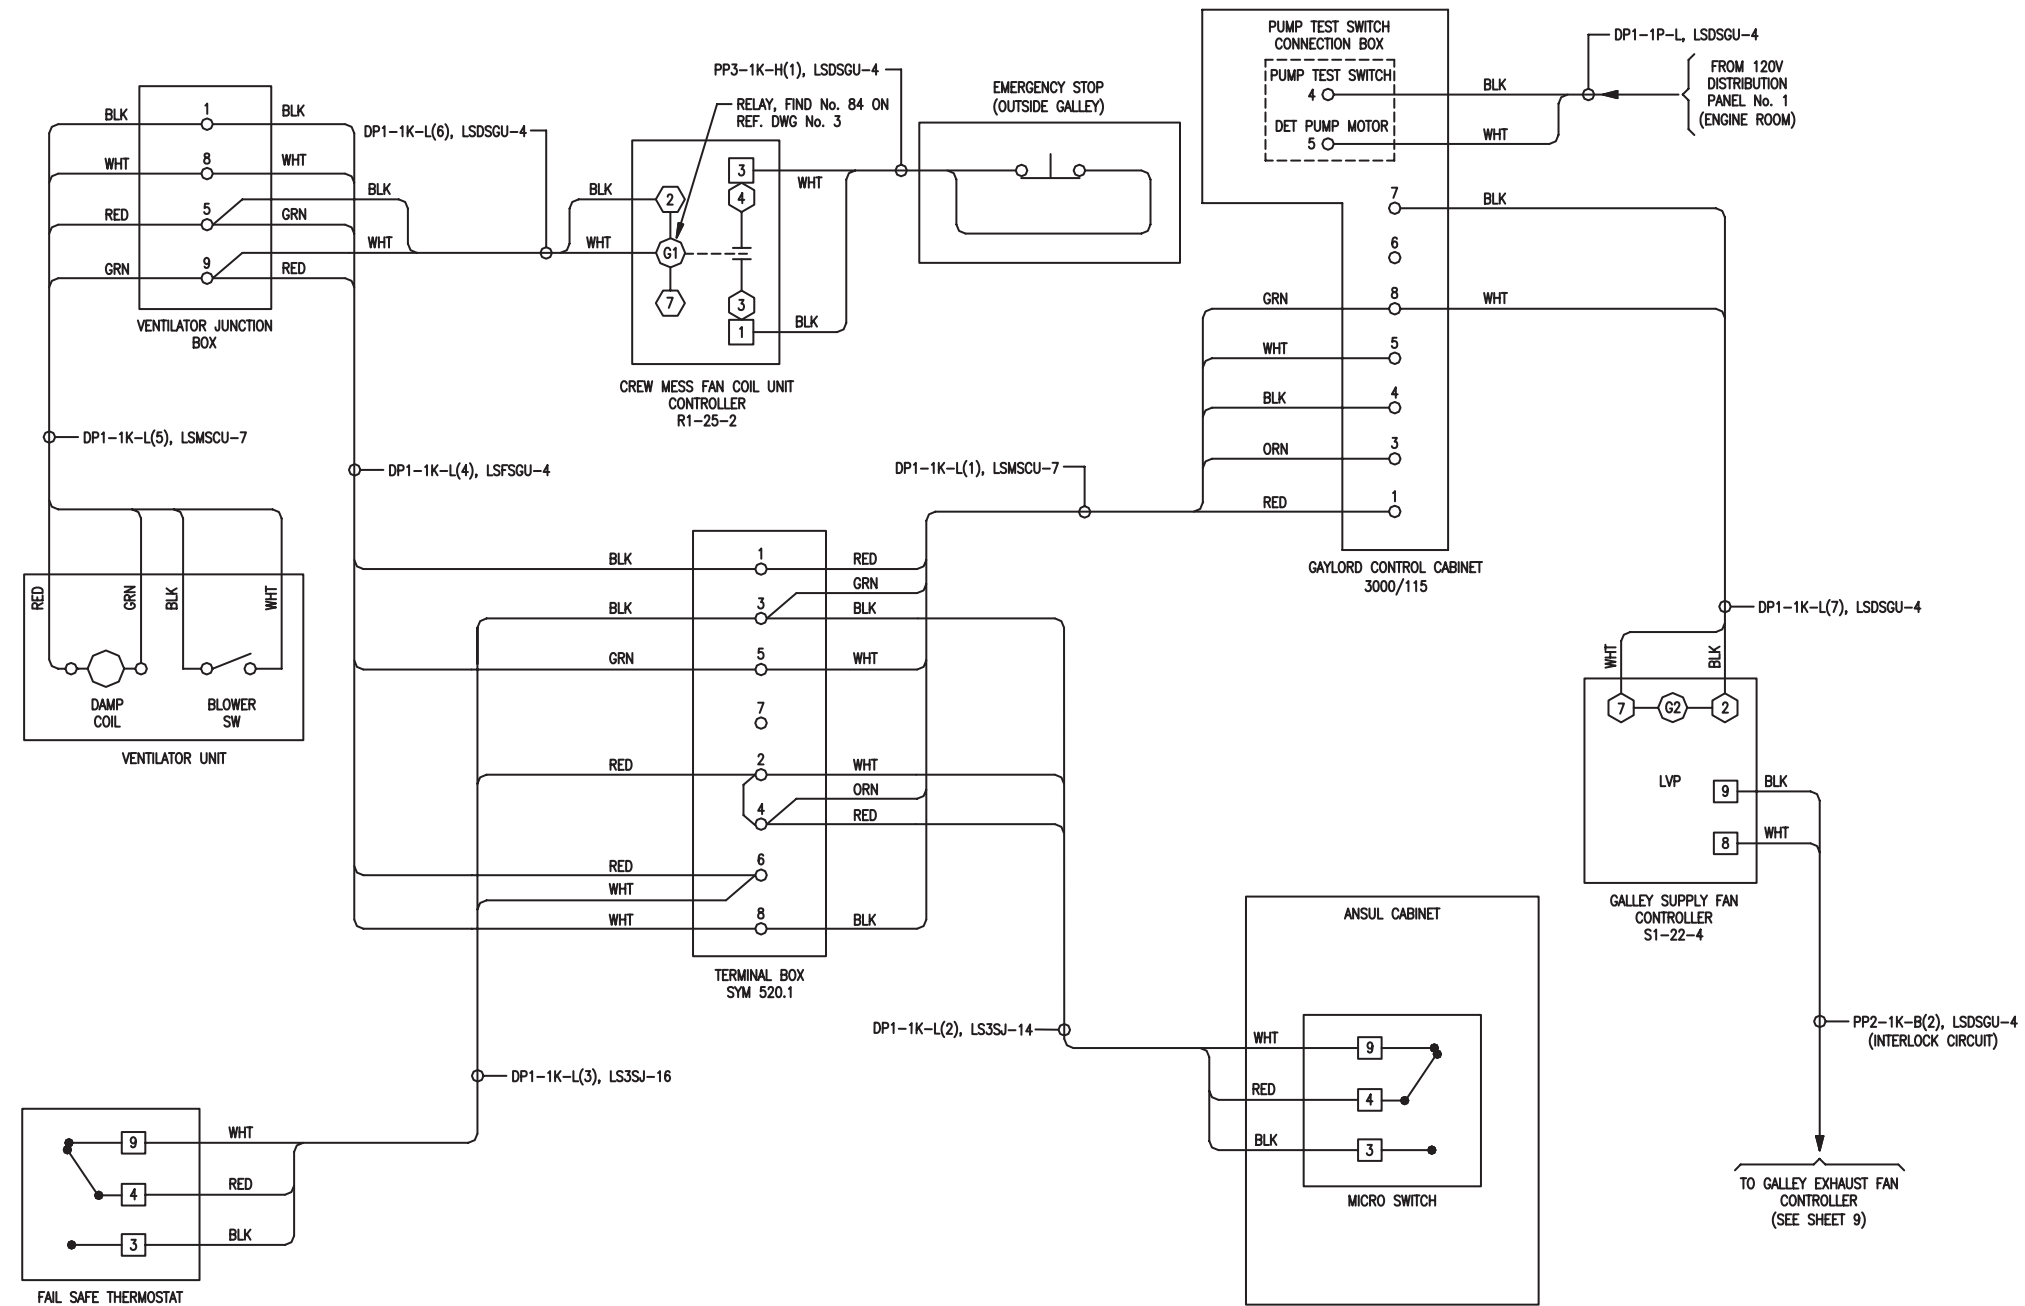 PUMP TEST SWITCH
CONNECTION BOX
PUMP TEST SWITCH
4
DET PUMP MOTOR
5
BLK
WHT
DP1-1P-L, LSDSGU-4
FROM 120V
DISTRIBUTION
PANEL No. 1
(ENGINE ROOM)
7
BLK
6
GRN
8
WHT
WHT
5
BLK
4
ORN
3
RED
1
GAYLORD CONTROL CABINET
3000/115
PP3-1K-H(1), LSDSGU-4
RELAY, FIND No. 84 ON
REF. DWG No. 3
EMERGENCY STOP
(OUTSIDE GALLEY)
DP1-1K-L(6), LSDSGU-4
BLK
1
BLK
WHT
8
WHT
BLK
RED
5
GRN
WHT
GRN
9
RED
VENTILATOR JUNCTION
BOX
BLK
2
3
WHT
4
WHT
G1
7
3
1
BLK
CREW MESS FAN COIL UNIT
CONTROLLER
R1-25-2
DP1-1K-L(5), LSMSCU-7
DP1-1K-L(4), LSFSGU-4
DP1-1K-L(1), LSMSCU-7
RED
GRN
BLK
WHT
DAMP
COIL
BLOWER
SW
VENTILATOR UNIT
BLK
1
RED
GRN
BLK
3
BLK
GRN
5
WHT
7
RED
2
WHT
ORN
4
RED
RED
6
WHT
WHT
8
BLK
TERMINAL BOX
SYM 520.1
DP1-1K-L(7), LSDSGU-4
WHT
BLK
7
G2
2
LVP
9
BLK
8
WHT
GALLEY SUPPLY FAN
CONTROLLER
S1-22-4
PP2-1K-B(2), LSDSGU-4
(INTERLOCK CIRCUIT)
TO GALLEY EXHAUST FAN
CONTROLLER
(SEE SHEET 9)
DP1-1K-L(2), LS3SJ-14
ANSUL CABINET
WHT
9
RED
4
BLK
3
MICRO SWITCH
DP1-1K-L(3), LS3SJ-16
9
WHT
4
RED
3
BLK
FAIL SAFE THERMOSTAT